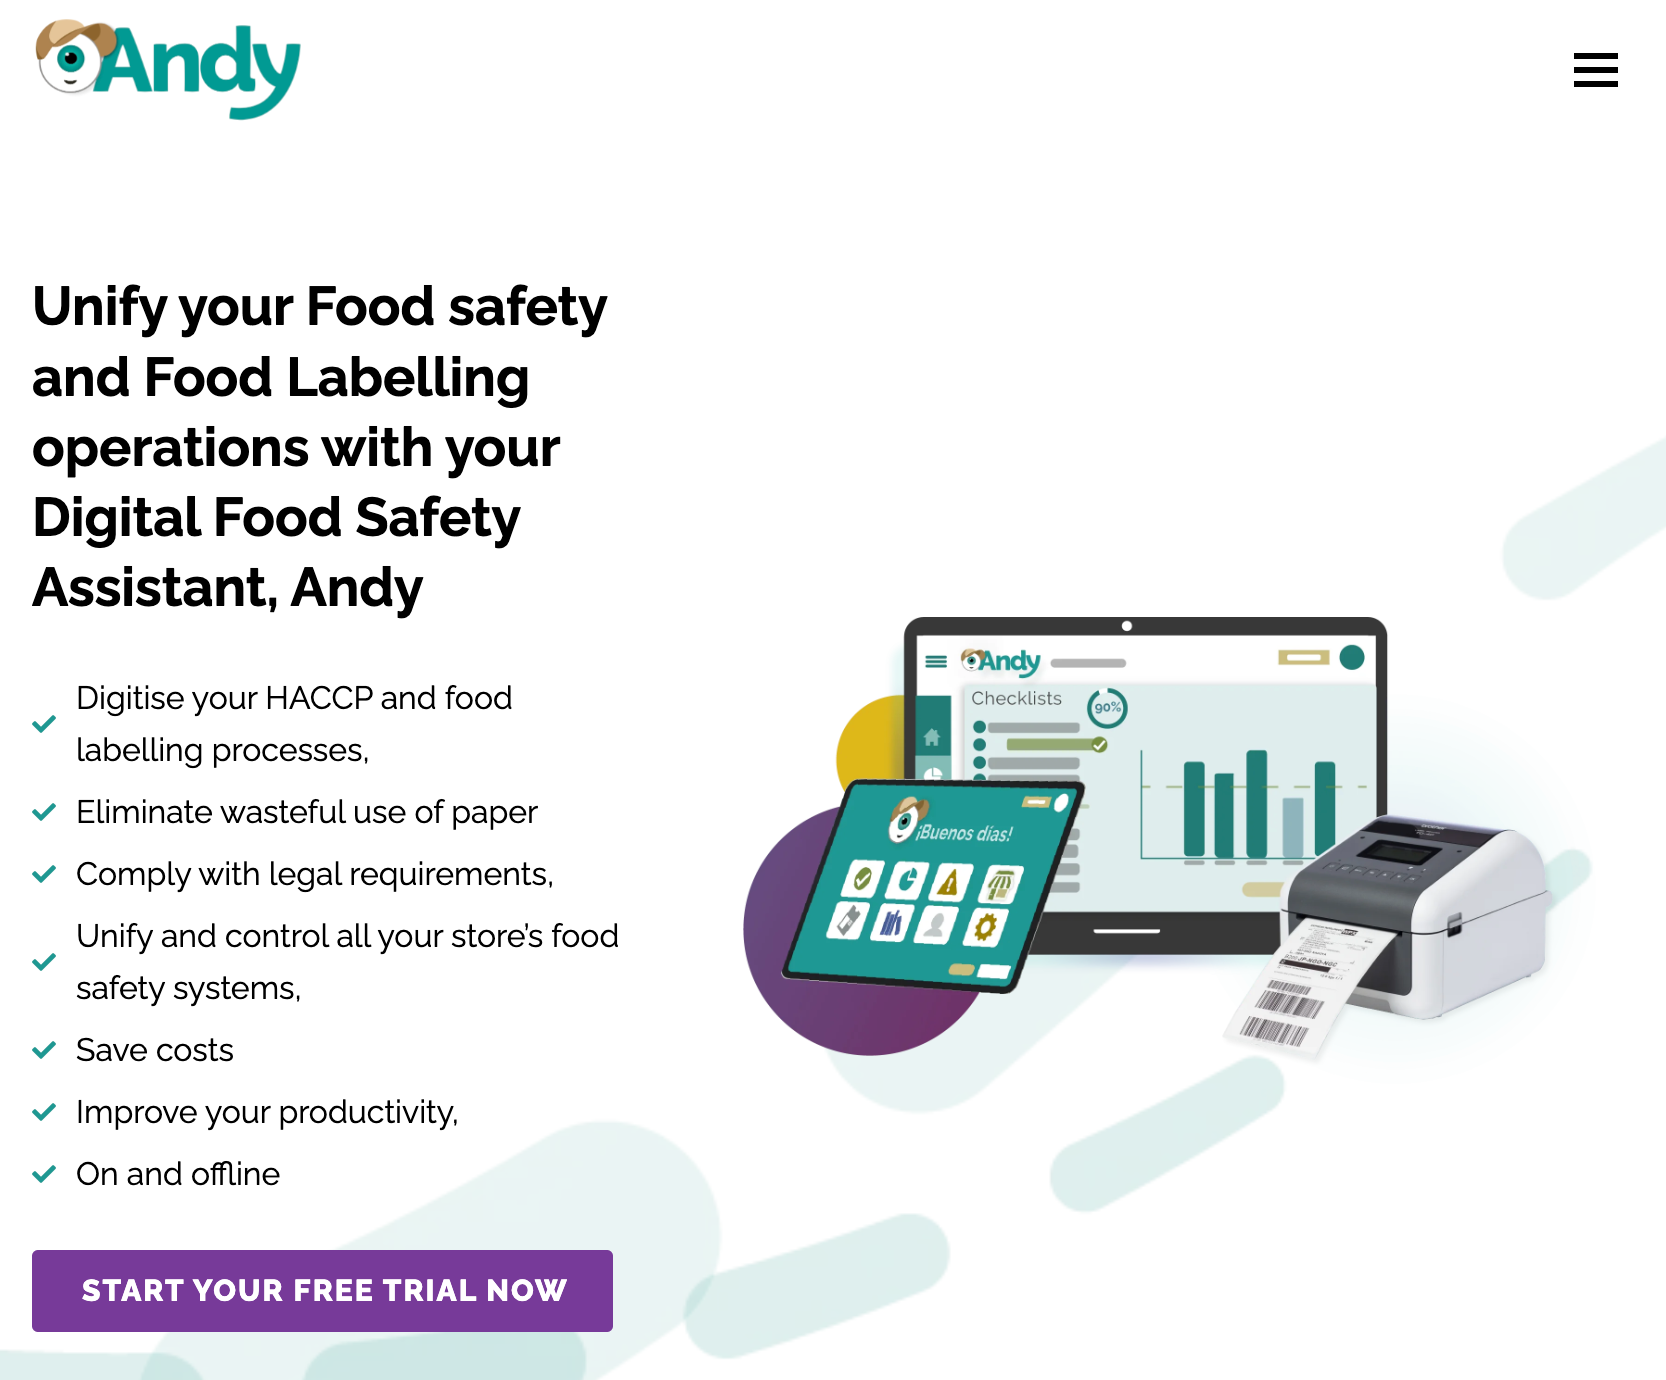 Andy
Unify your Food safety
and Food Labelling
operations with your
Digital Food Safety
Assistant, Andy
Digitise your HACCP and food
labelling processes,
Eliminate wasteful use of paper
Comply with legal requirements,
Unify and control all your store’s food
safety systems,
Save costs
Improve your productivity,
On and offline
START YOUR FREE TRIAL NOW
Andy
Checklists
90%
¡Buenos días!